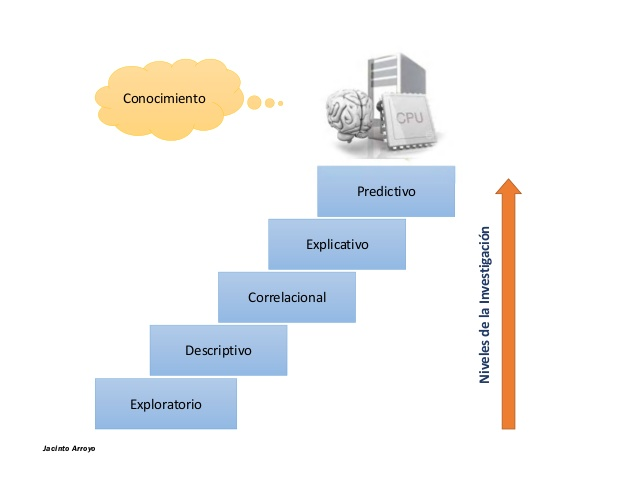 Conocimiento
CPU
Predictivo
Explicativo
Correlacional
Descriptivo
Exploratorio
Niveles de la Investigación
Jacinto Arroyo